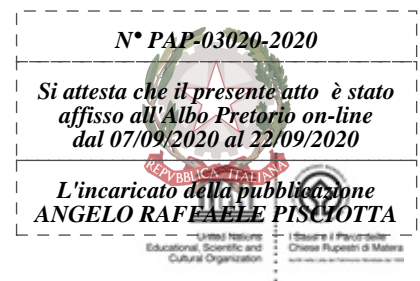 N° PAP-03020-2020
Si attesta che il presente atto è stato
affisso all'Albo Pretorio on-line
dal 07/09/2020 al 22/09/2020
REPVBBLICA ITALIANA
L'incaricato della pubblicazione
ANGELO RAFFAELE PISCIOTTA
United Nations
Educational, Scientific and
Cultural Organization
I Sassi e il Parco delle
Chiese Rupestri di Matera